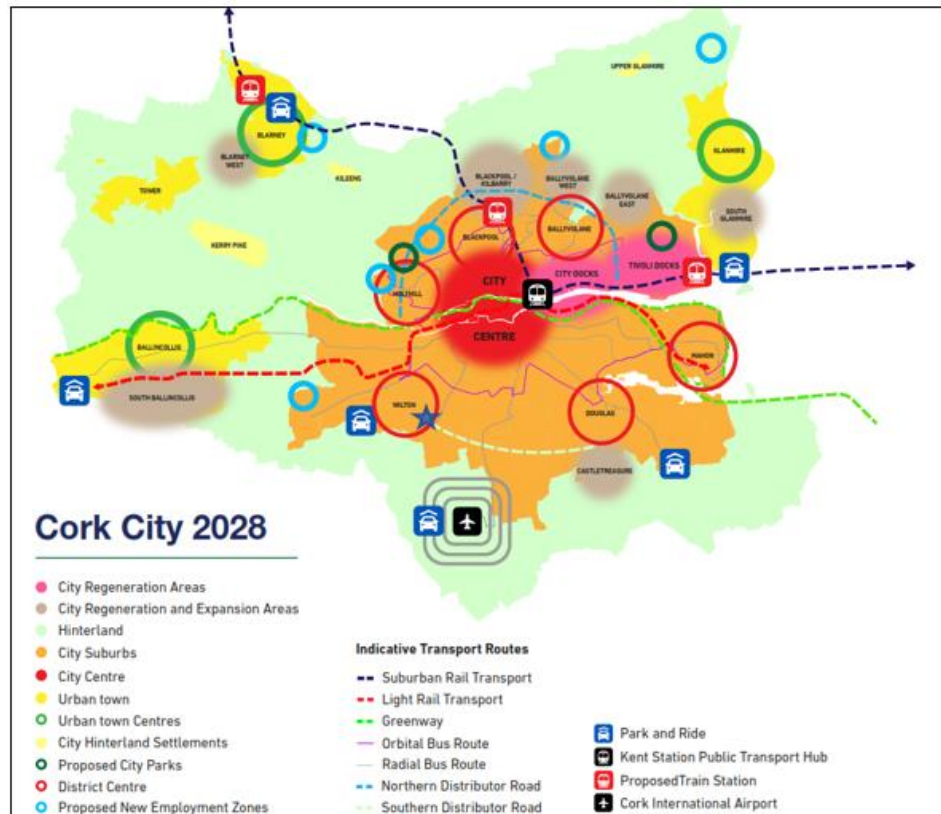 UPPER GLANMIRE
BLARNEY
GLANMIRE
BLARNEY
WEST
KILEENS
BLACKPOOL /
KILBARRY
BALLYVOLANE
WEST
BALLYVOLANE
EAST
TOWER
SOUTH
GLANMIRE
BLACKPOOL
BALLYVOLANE
KERRY PIKE
TIVOLI DOCKS
CITY DOCKS
CITY
HOLYHILL
CENTRE
BALLINCOLLIG
MAHON
SOUTH BALLINCOLLIG
WILTON
DOUGLAS
CASTLETREASURE
Cork City 2028
City Regeneration Areas
City Regeneration and Expansion Areas
Hinterland
City Suburbs
City Centre
Urban town
Urban town Centres
City Hinterland Settlements
Proposed City Parks
District Centre
Proposed New Employment Zones
Indicative Transport Routes
Suburban Rail Transport
Light Rail Transport
Greenway
Orbital Bus Route
Radial Bus Route
Northern Distributor Road
Southern Distributor Road
Park and Ride
Kent Station Public Transport Hub
ProposedTrain Station
Cork International Airport